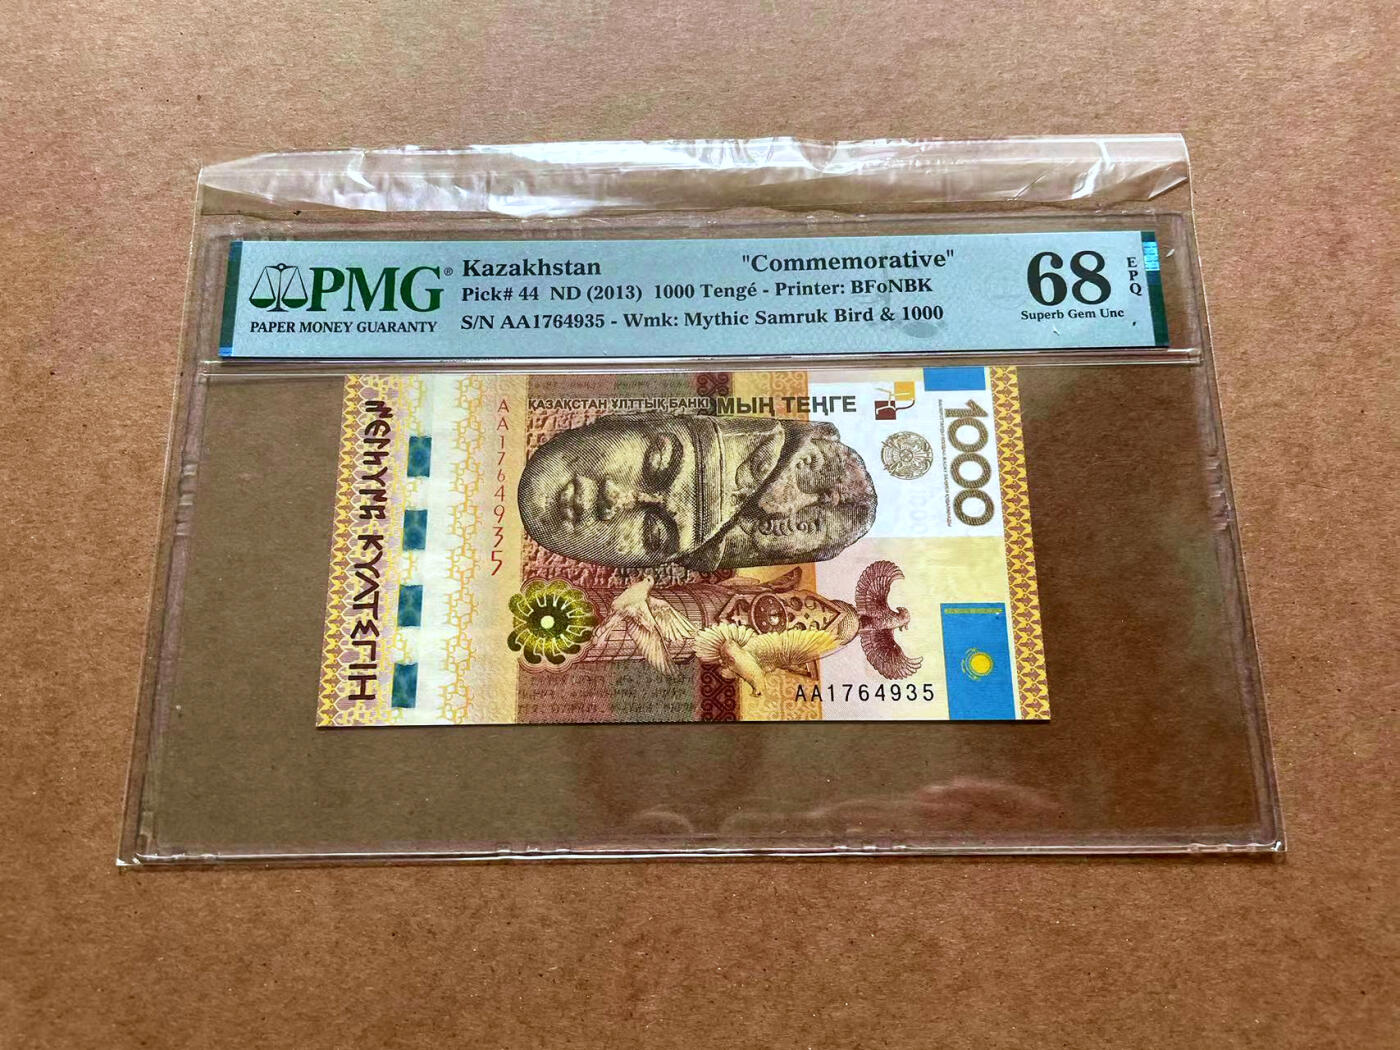 PMG®
PAPER MONEY GUARANTY
Kazakhstan "Commemorative"
Pick# 44 ND (2013) 1000 Tengé - Printer: BFoNBK
S/N AA1764935 - Wmk: Mythic Samruk Bird & 1000
68
EPQ
Superb Gem Unc
ҚАЗАҚСТАН ҰЛТТЫҚ БАНКІ
МЫҢ ТЕҢГЕ
1000
AA1764935
AA1764935